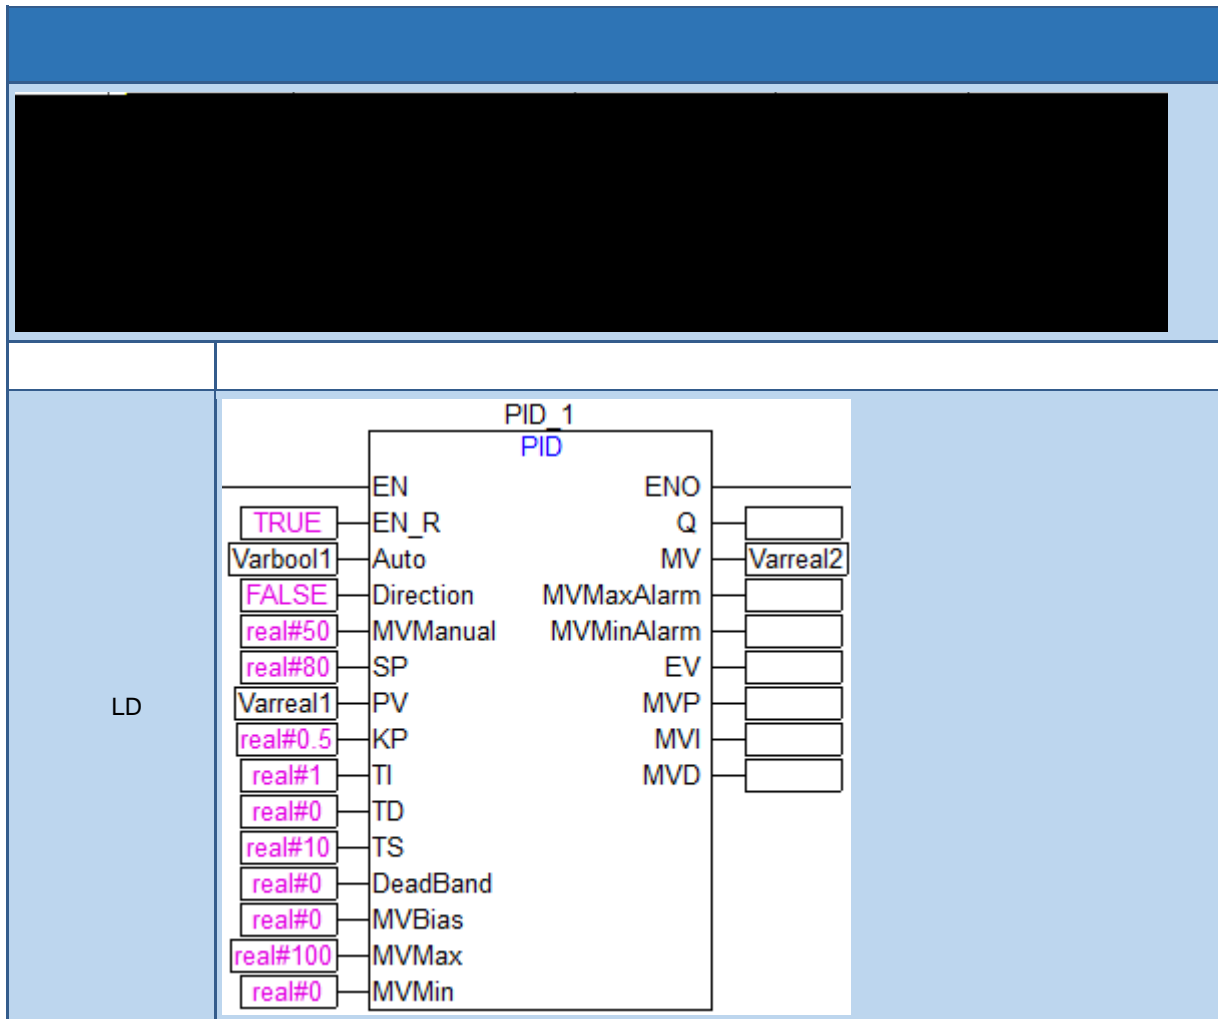 PID_1
PID
EN ENO
TRUE EN_R Q
Varbool1 Auto MV Varreal2
FALSE Direction MVMaxAlarm
real#50 MVManual MVMinAlarm
real#80 SP EV
Varreal1 PV MVP
real#0.5 KP MVI
real#1 TI MVD
real#0 TD
real#10 TS
real#0 DeadBand
real#0 MVBias
real#100 MVMax
real#0 MVMin
LD